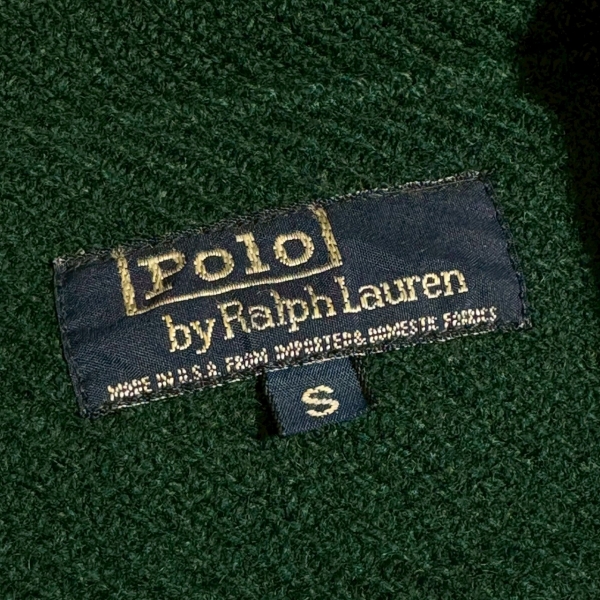 Polo
by Ralph Lauren
MADE IN U.S.A. FROM IMPORTED & DOMESTIC FABRICS
S